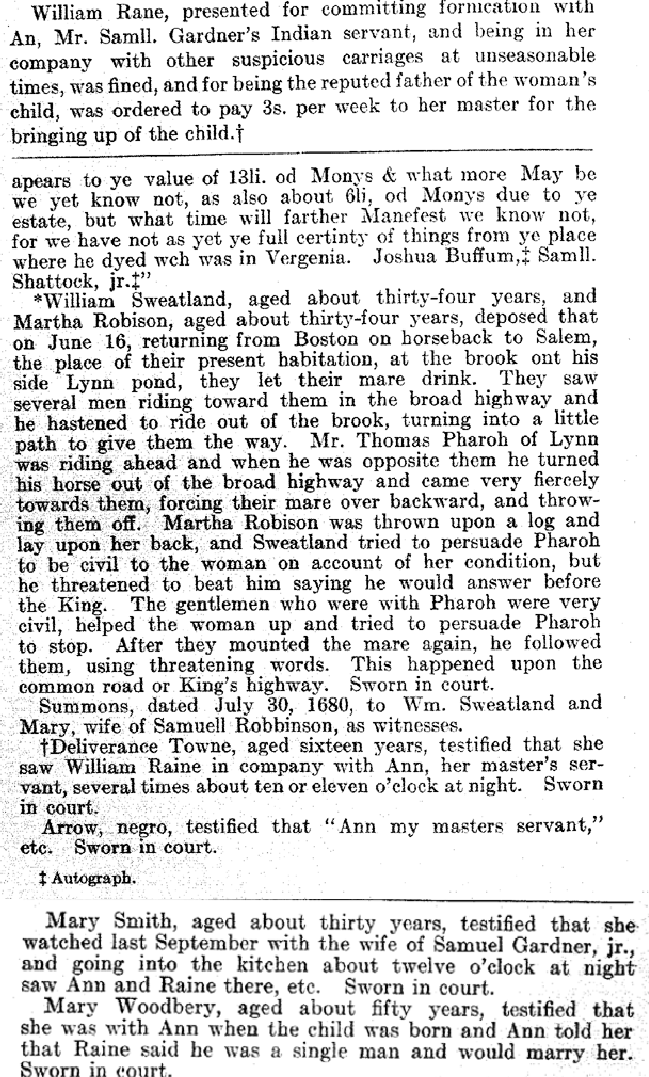 William Rane, presented for committing fornication with
An, Mr. Samll. Gardner's Indian servant, and being in her
company with other suspicious carriages at unseasonable
times, was fined, and for being the reputed father of the woman's
child, was ordered to pay 3s. per week to her master for the
bringing up of the child.†
apears to ye value of 13li. od Monys & what more May be
we yet know not, as also about 6li, od Monys due to ye
estate, but what time will farther Manefest we know not,
for we have not as yet ye full certinty of things from ye place
where he dyed wch was in Vergenia. Joshua Buffum,‡ Samll.
Shattock, jr.‡"
*William Sweatland, aged about thirty-four years, and
Martha Robison, aged about thirty-four years, deposed that
on June 16, returning from Boston on horseback to Salem,
the place of their present habitation, at the brook ont his
side Lynn pond, they let their mare drink. They saw
several men riding toward them in the broad highway and
he hastened to ride out of the brook, turning into a little
path to give them the way. Mr. Thomas Pharoh of Lynn
was riding ahead and when he was opposite them he turned
his horse out of the broad highway and came very fiercely
towards them, forcing their mare over backward, and throw-
ing them off. Martha Robison was thrown upon a log and
lay upon her back, and Sweatland tried to persuade Pharoh
to be civil to the woman on account of her condition, but
he threatened to beat him saying he would answer before
the King. The gentlemen who were with Pharoh were very
civil, helped the woman up and tried to persuade Pharoh
to stop. After they mounted the mare again, he followed
them, using threatening words. This happened upon the
common road or King's highway. Sworn in court.
Summons, dated July 30, 1680, to Wm. Sweatland and
Mary, wife of Samuell Robbinson, as witnesses.
†Deliverance Towne, aged sixteen years, testified that she
saw William Raine in company with Ann, her master's ser-
vant, several times about ten or eleven o'clock at night. Sworn
in court.
Arrow, negro, testified that "Ann my masters servant,"
etc. Sworn in court.
‡ Autograph.
Mary Smith, aged about thirty years, testified that she
watched last September with the wife of Samuel Gardner, jr.,
and going into the kitchen about twelve o'clock at night
saw Ann and Raine there, etc. Sworn in court.
Mary Woodbery, aged about fifty years, testified that
she was with Ann when the child was born and Ann told her
that Raine said he was a single man and would marry her.
Sworn in court.